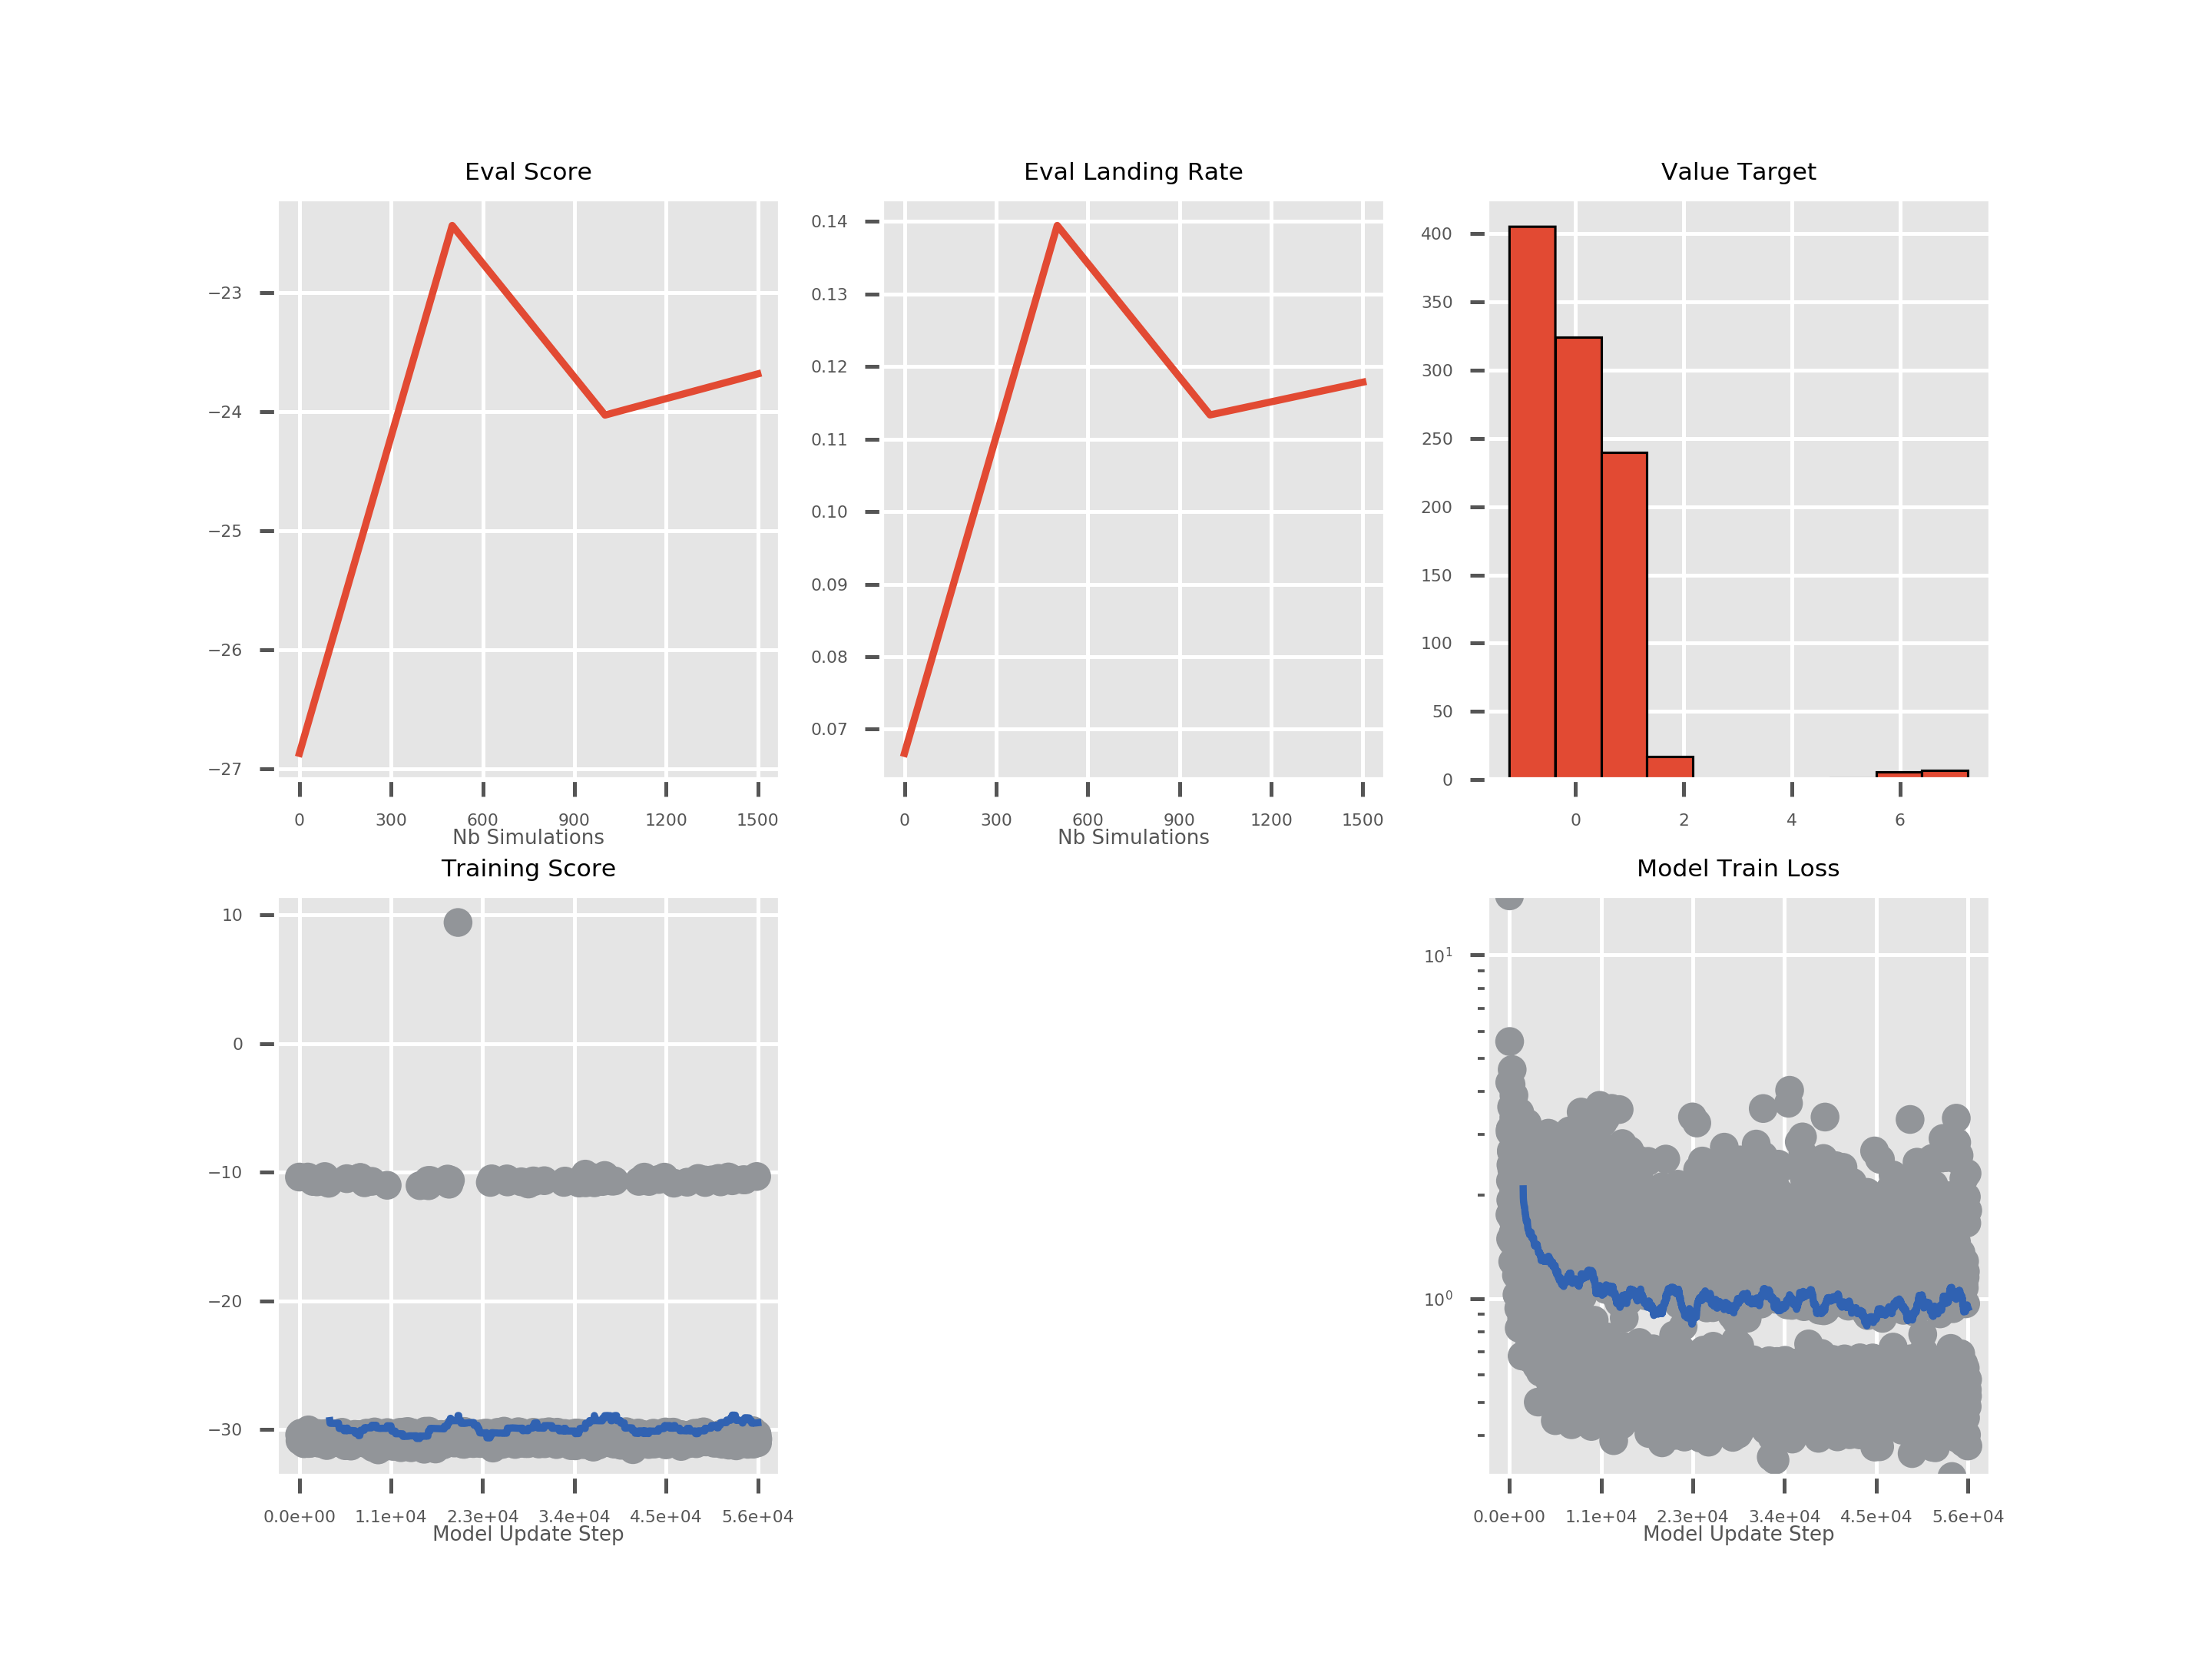 Eval Score
−23
−24
−25
−26
−27
0 300 600 900 1200 1500
Nb Simulations
Eval Landing Rate
0.14
0.13
0.12
0.11
0.10
0.09
0.08
0.07
0 300 600 900 1200 1500
Nb Simulations
Value Target
400
350
300
250
200
150
100
50
0
0 2 4 6
Training Score
10
0
−10
−20
−30
0.0e+00 1.1e+04 2.3e+04 3.4e+04 4.5e+04 5.6e+04
Model Update Step
Model Train Loss
10¹
10⁰
0.0e+00 1.1e+04 2.3e+04 3.4e+04 4.5e+04 5.6e+04
Model Update Step